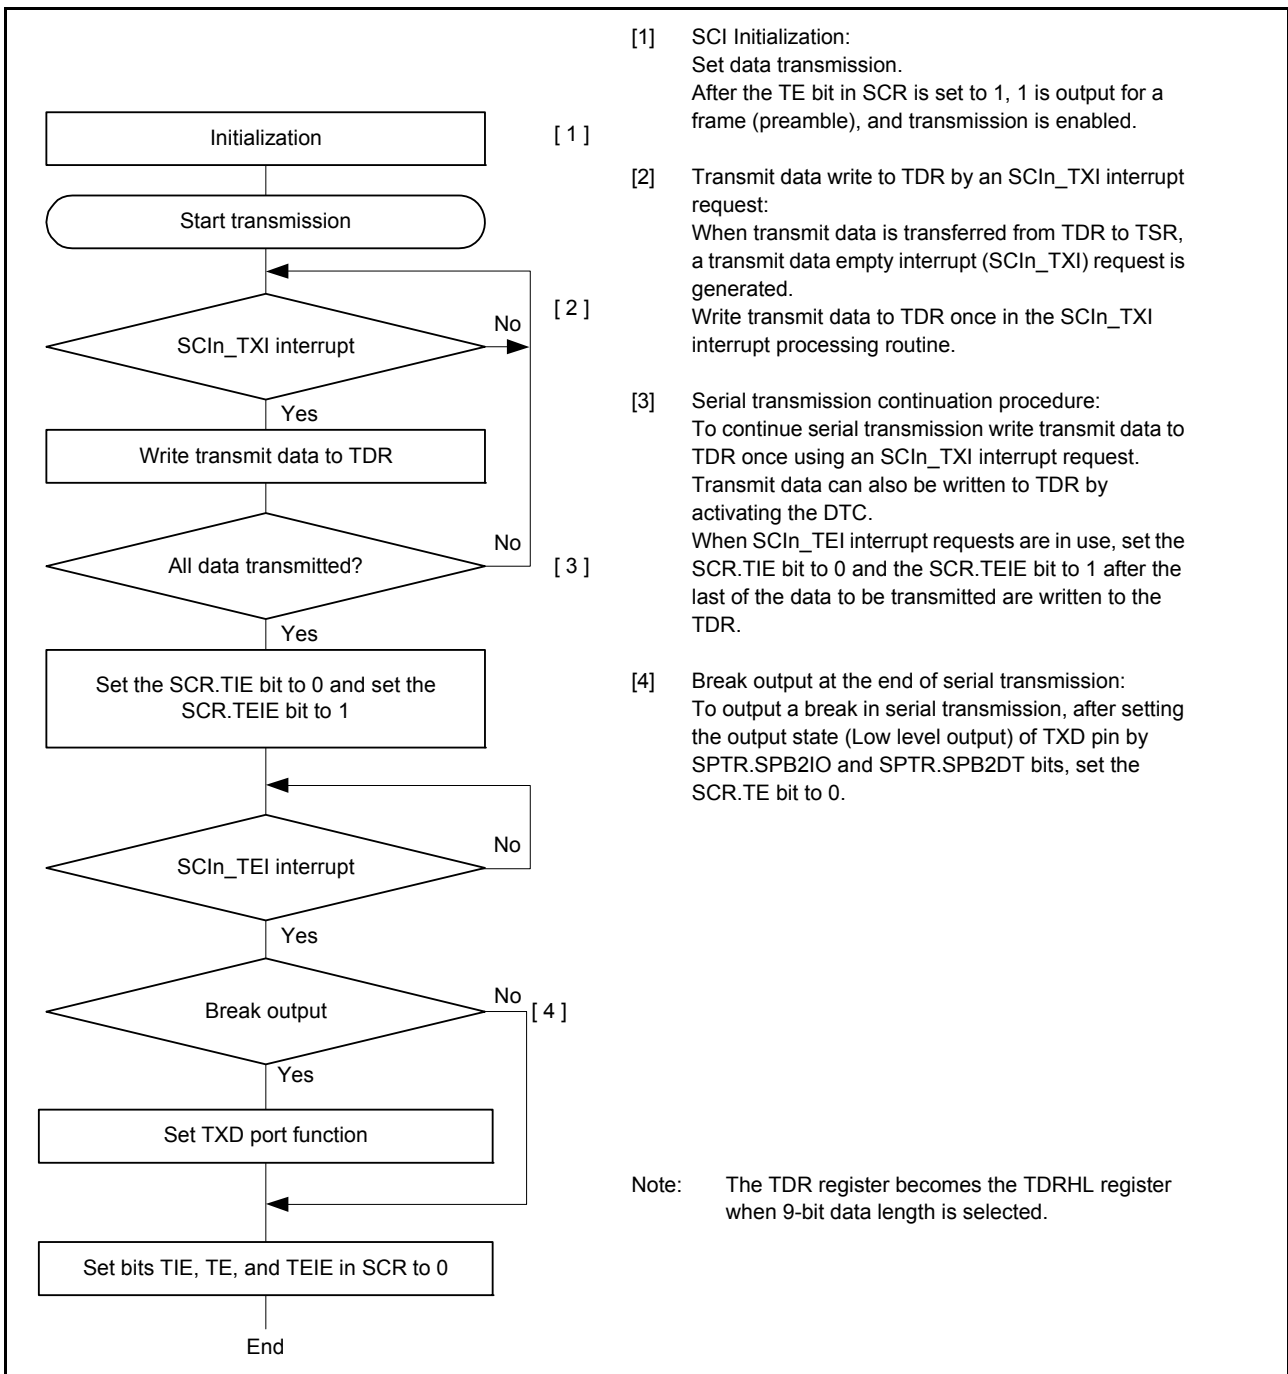 Initialization
[ 1 ]
Start transmission
[ 2 ]
SCIn_TXI interrupt
No
Yes
Write transmit data to TDR
All data transmitted?
No
[ 3 ]
Yes
Set the SCR.TIE bit to 0 and set the
SCR.TEIE bit to 1
SCIn_TEI interrupt
No
Yes
Break output
No
[ 4 ]
Yes
Set TXD port function
Set bits TIE, TE, and TEIE in SCR to 0
End
[1] SCI Initialization:
Set data transmission.
After the TE bit in SCR is set to 1, 1 is output for a
frame (preamble), and transmission is enabled.
[2] Transmit data write to TDR by an SCIn_TXI interrupt
request:
When transmit data is transferred from TDR to TSR,
a transmit data empty interrupt (SCIn_TXI) request is
generated.
Write transmit data to TDR once in the SCIn_TXI
interrupt processing routine.
[3] Serial transmission continuation procedure:
To continue serial transmission write transmit data to
TDR once using an SCIn_TXI interrupt request.
Transmit data can also be written to TDR by
activating the DTC.
When SCIn_TEI interrupt requests are in use, set the
SCR.TIE bit to 0 and the SCR.TEIE bit to 1 after the
last of the data to be transmitted are written to the
TDR.
[4] Break output at the end of serial transmission:
To output a break in serial transmission, after setting
the output state (Low level output) of TXD pin by
SPTR.SPB2IO and SPTR.SPB2DT bits, set the
SCR.TE bit to 0.
Note: The TDR register becomes the TDRHL register
when 9-bit data length is selected.